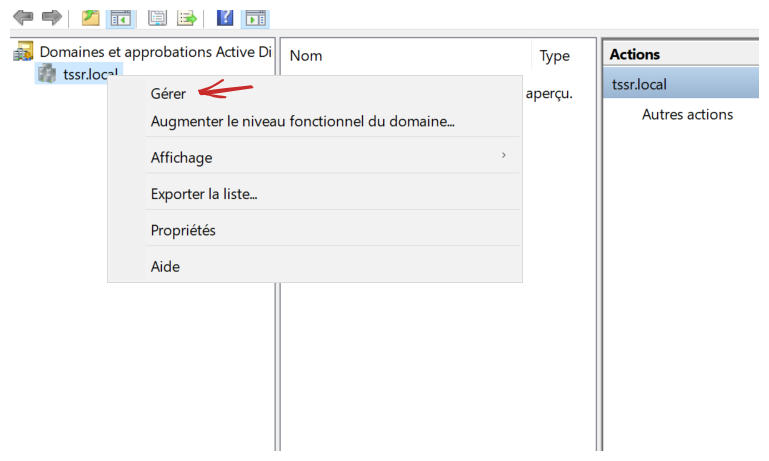 Domaines et approbations Active Di
tssr.local
Nom
Type
aperçu.
Gérer
Augmenter le niveau fonctionnel du domaine...
Affichage
Exporter la liste...
Propriétés
Aide
Actions
tssr.local
Autres actions